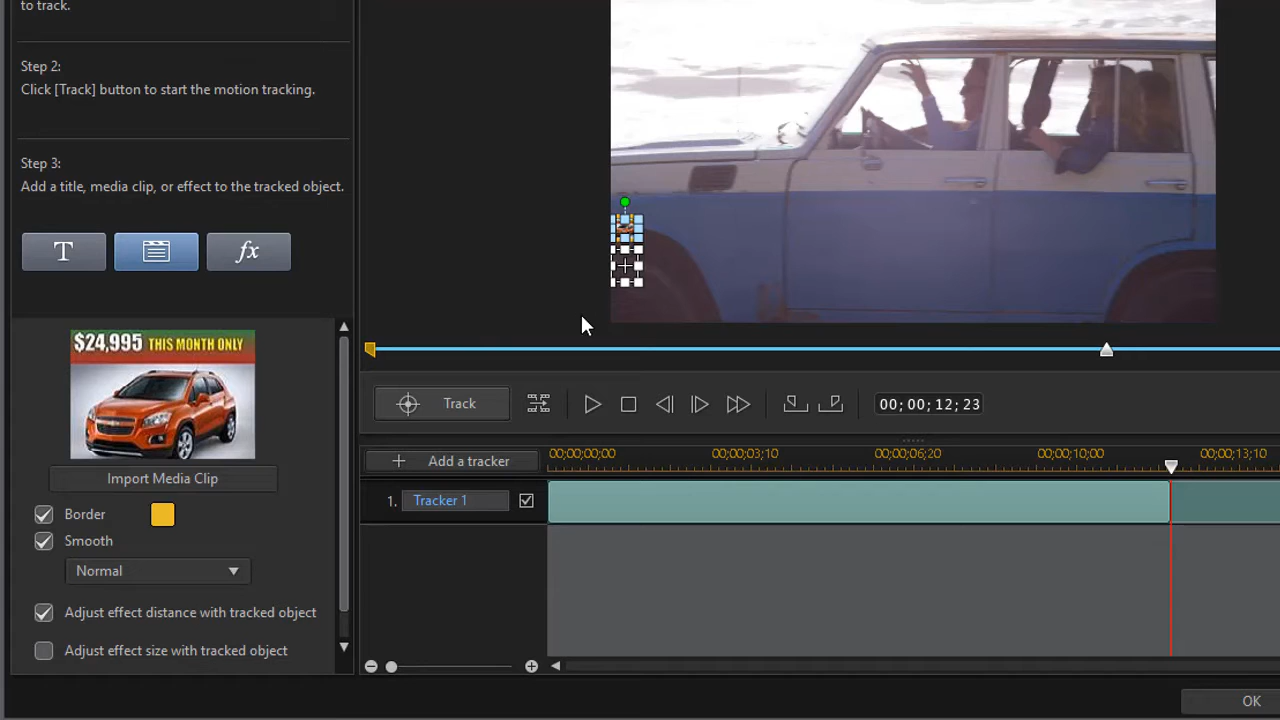 to track.
Step 2:
Click [Track] button to start the motion tracking.
Step 3:
Add a title, media clip, or effect to the tracked object.
T
fx
$24,995 THIS MONTH ONLY
Import Media Clip
Border
Smooth
Normal
Adjust effect distance with tracked object
Adjust effect size with tracked object
Track
00;00;12;23
Add a tracker
00;00;00;00
00;00;03;10
00;00;06;20
00;00;10;00
00;00;13;10
1. Tracker 1
OK